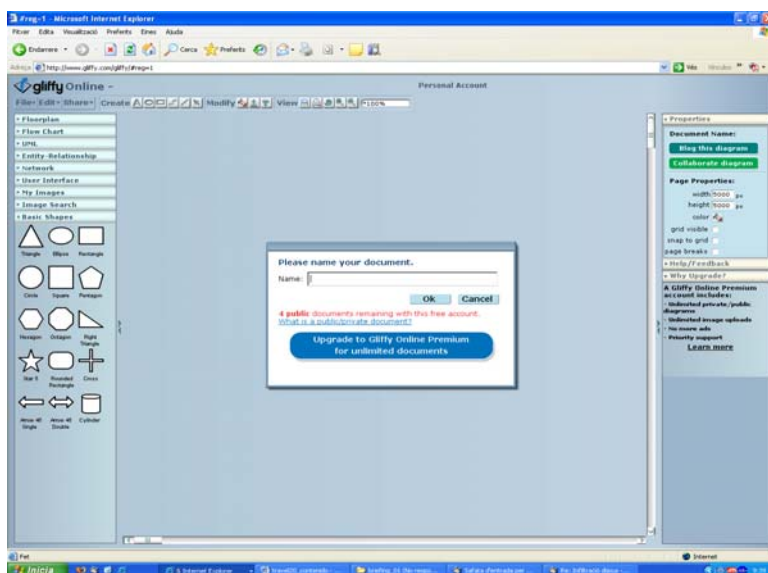 #reg=1 - Microsoft Internet Explorer
Fitxer Edita Visualització Preferits Eines Ajuda
Endarrere Cerca Preferits
Adreça http://www.gliffy.com/gliffy/#reg=1 Vés Vincles
gliffy Online - Personal Account
File Edit Share Create Modify View 100%
Floorplan
Flow Chart
UML
Entity-Relationship
Network
User Interface
My Images
Image Search
Basic Shapes
Triangle Ellipse Rectangle
Circle Square Pentagon
Hexagon Octagon Right Triangle
Star 5 Rounded Rectangle Cross
Arrow 40 Single Arrow 40 Double Cylinder
Please name your document.
Name:
Ok Cancel
4 public documents remaining with this free account.
What is a public/private document?
Upgrade to Gliffy Online Premium
for unlimited documents
Properties
Document Name:
Blog this diagram
Collaborate diagram
Page Properties:
width 5000 px
height 5000 px
color
grid visible
snap to grid
page breaks
Help/Feedback
Why Upgrade?
A Gliffy Online Premium
account includes:
- Unlimited private/public
diagrams
- Unlimited image uploads
- No more ads
- Priority support
Learn more
Fet Internet
Inicia